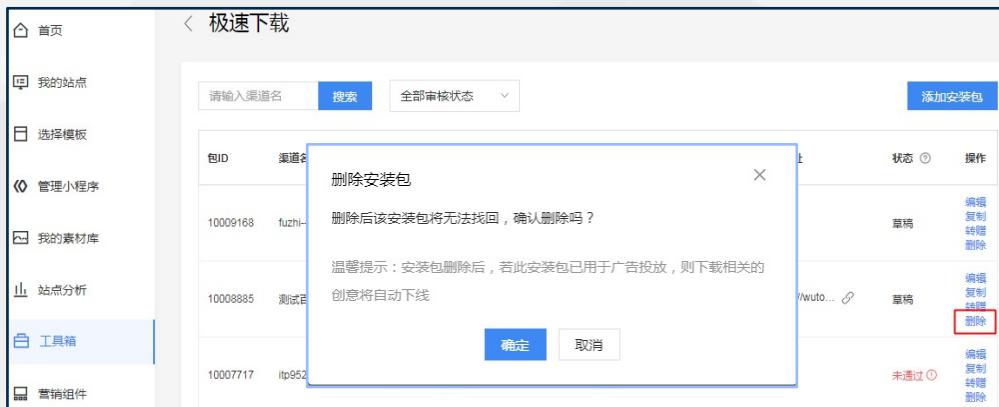 首页
我的站点
选择模板
管理小程序
我的素材库
站点分析
工具箱
营销组件
极速下载
请输入渠道名
搜索
全部审核状态
添加安装包
包ID
渠道名
状态
操作
10009168
fuzhi-
草稿
编辑
复制
转赠
删除
10008885
测试百
//wuto...
草稿
编辑
复制
转赠
删除
10007717
itp952
未通过
编辑
复制
转赠
删除
删除安装包
删除后该安装包将无法找回，确认删除吗？
温馨提示：安装包删除后，若此安装包已用于广告投放，则下载相关的
创意将自动下线
确定
取消